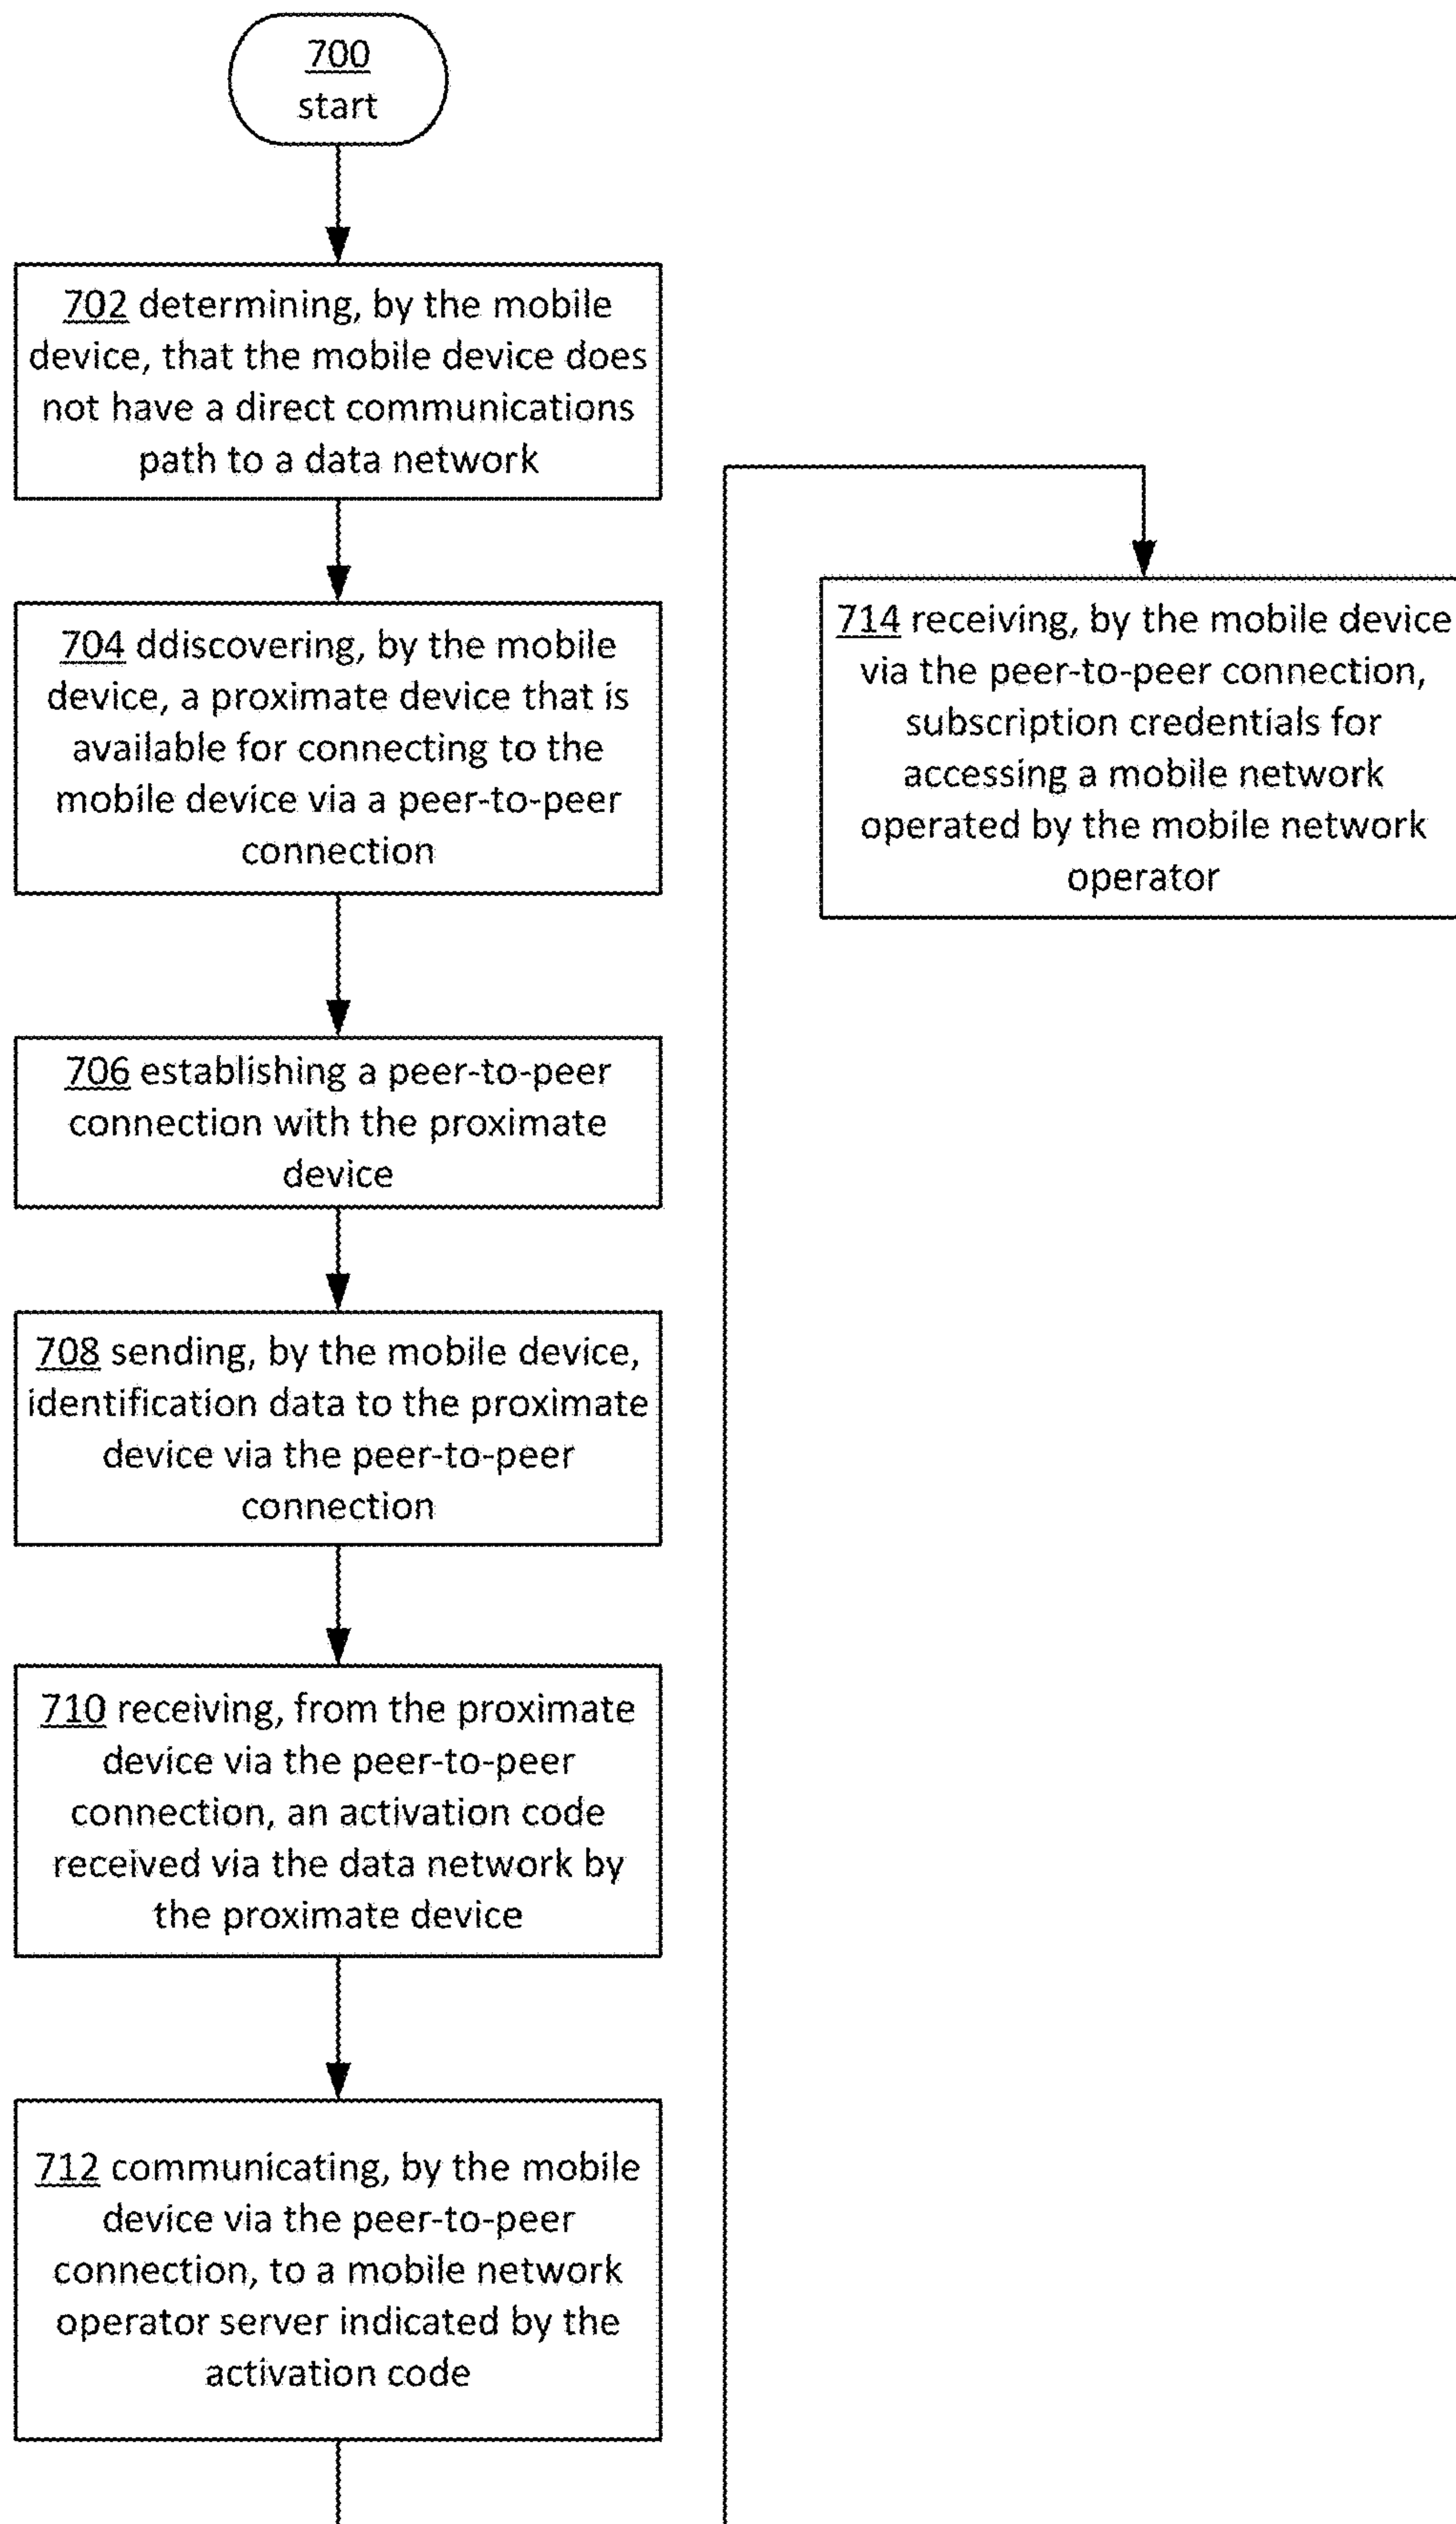 700
start
702 determining, by the mobile
device, that the mobile device does
not have a direct communications
path to a data network
704 ddiscovering, by the mobile
device, a proximate device that is
available for connecting to the
mobile device via a peer-to-peer
connection
706 establishing a peer-to-peer
connection with the proximate
device
708 sending, by the mobile device,
identification data to the proximate
device via the peer-to-peer
connection
710 receiving, from the proximate
device via the peer-to-peer
connection, an activation code
received via the data network by
the proximate device
712 communicating, by the mobile
device via the peer-to-peer
connection, to a mobile network
operator server indicated by the
activation code
714 receiving, by the mobile device
via the peer-to-peer connection,
subscription credentials for
accessing a mobile network
operated by the mobile network
operator